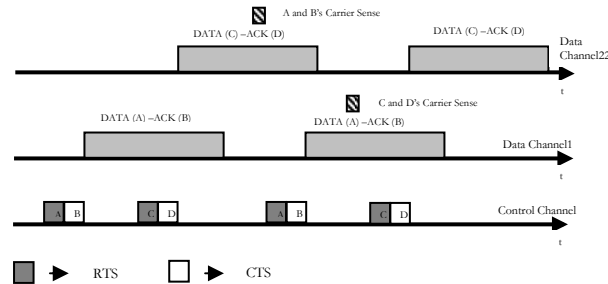 A and B's Carrier Sense
DATA (C) –ACK (D)
DATA (C) –ACK (D)
Data
Channel22
t
C and D's Carrier Sense
DATA (A) –ACK (B)
DATA (A) –ACK (B)
Data Channel1
t
Control Channel
A B C D A B C D
t
RTS CTS